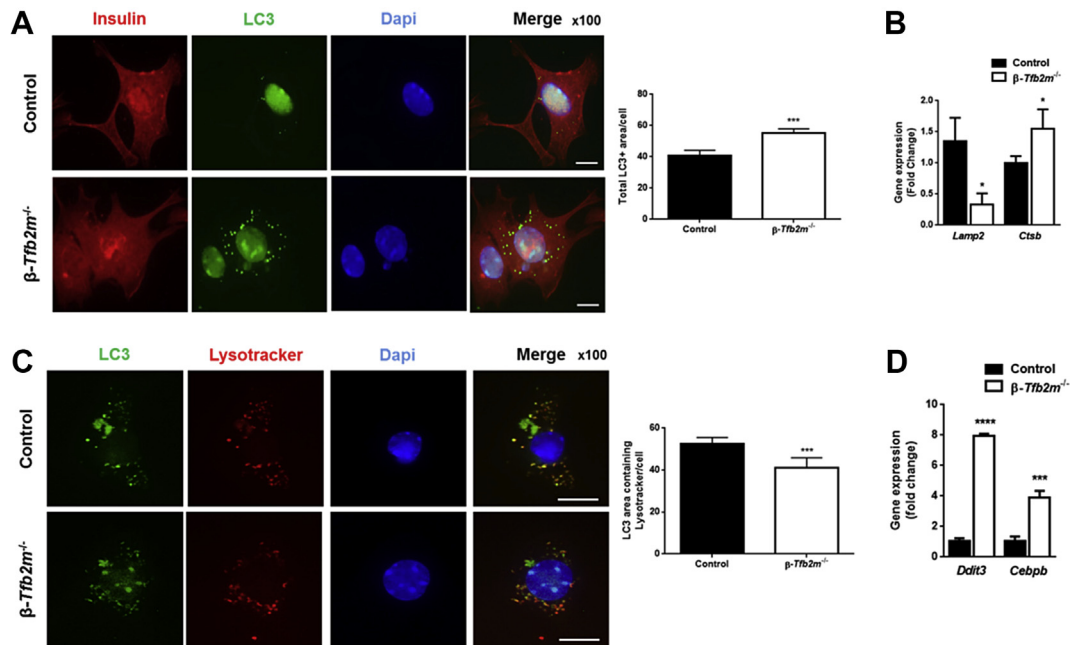 A
Insulin LC3 Dapi Merge x100
Control
β-Tfb2m-/-
Total LC3+ area/cell
80
60
40
20
0
***
Control β-Tfb2m-/-
B
Control
β-Tfb2m-/-
Gene expression
(Fold Change)
2.0
1.5
1.0
0.5
0.0
*
*
Lamp2 Ctsb
C
LC3 Lysotracker Dapi Merge x100
Control
β-Tfb2m-/-
LC3 area containing
Lysotracker/cell
60
40
20
0
***
Control β-Tfb2m-/-
D
Control
β-Tfb2m-/-
Gene expression
(fold change)
10
8
6
4
2
0
****
***
Ddit3 Cebpb